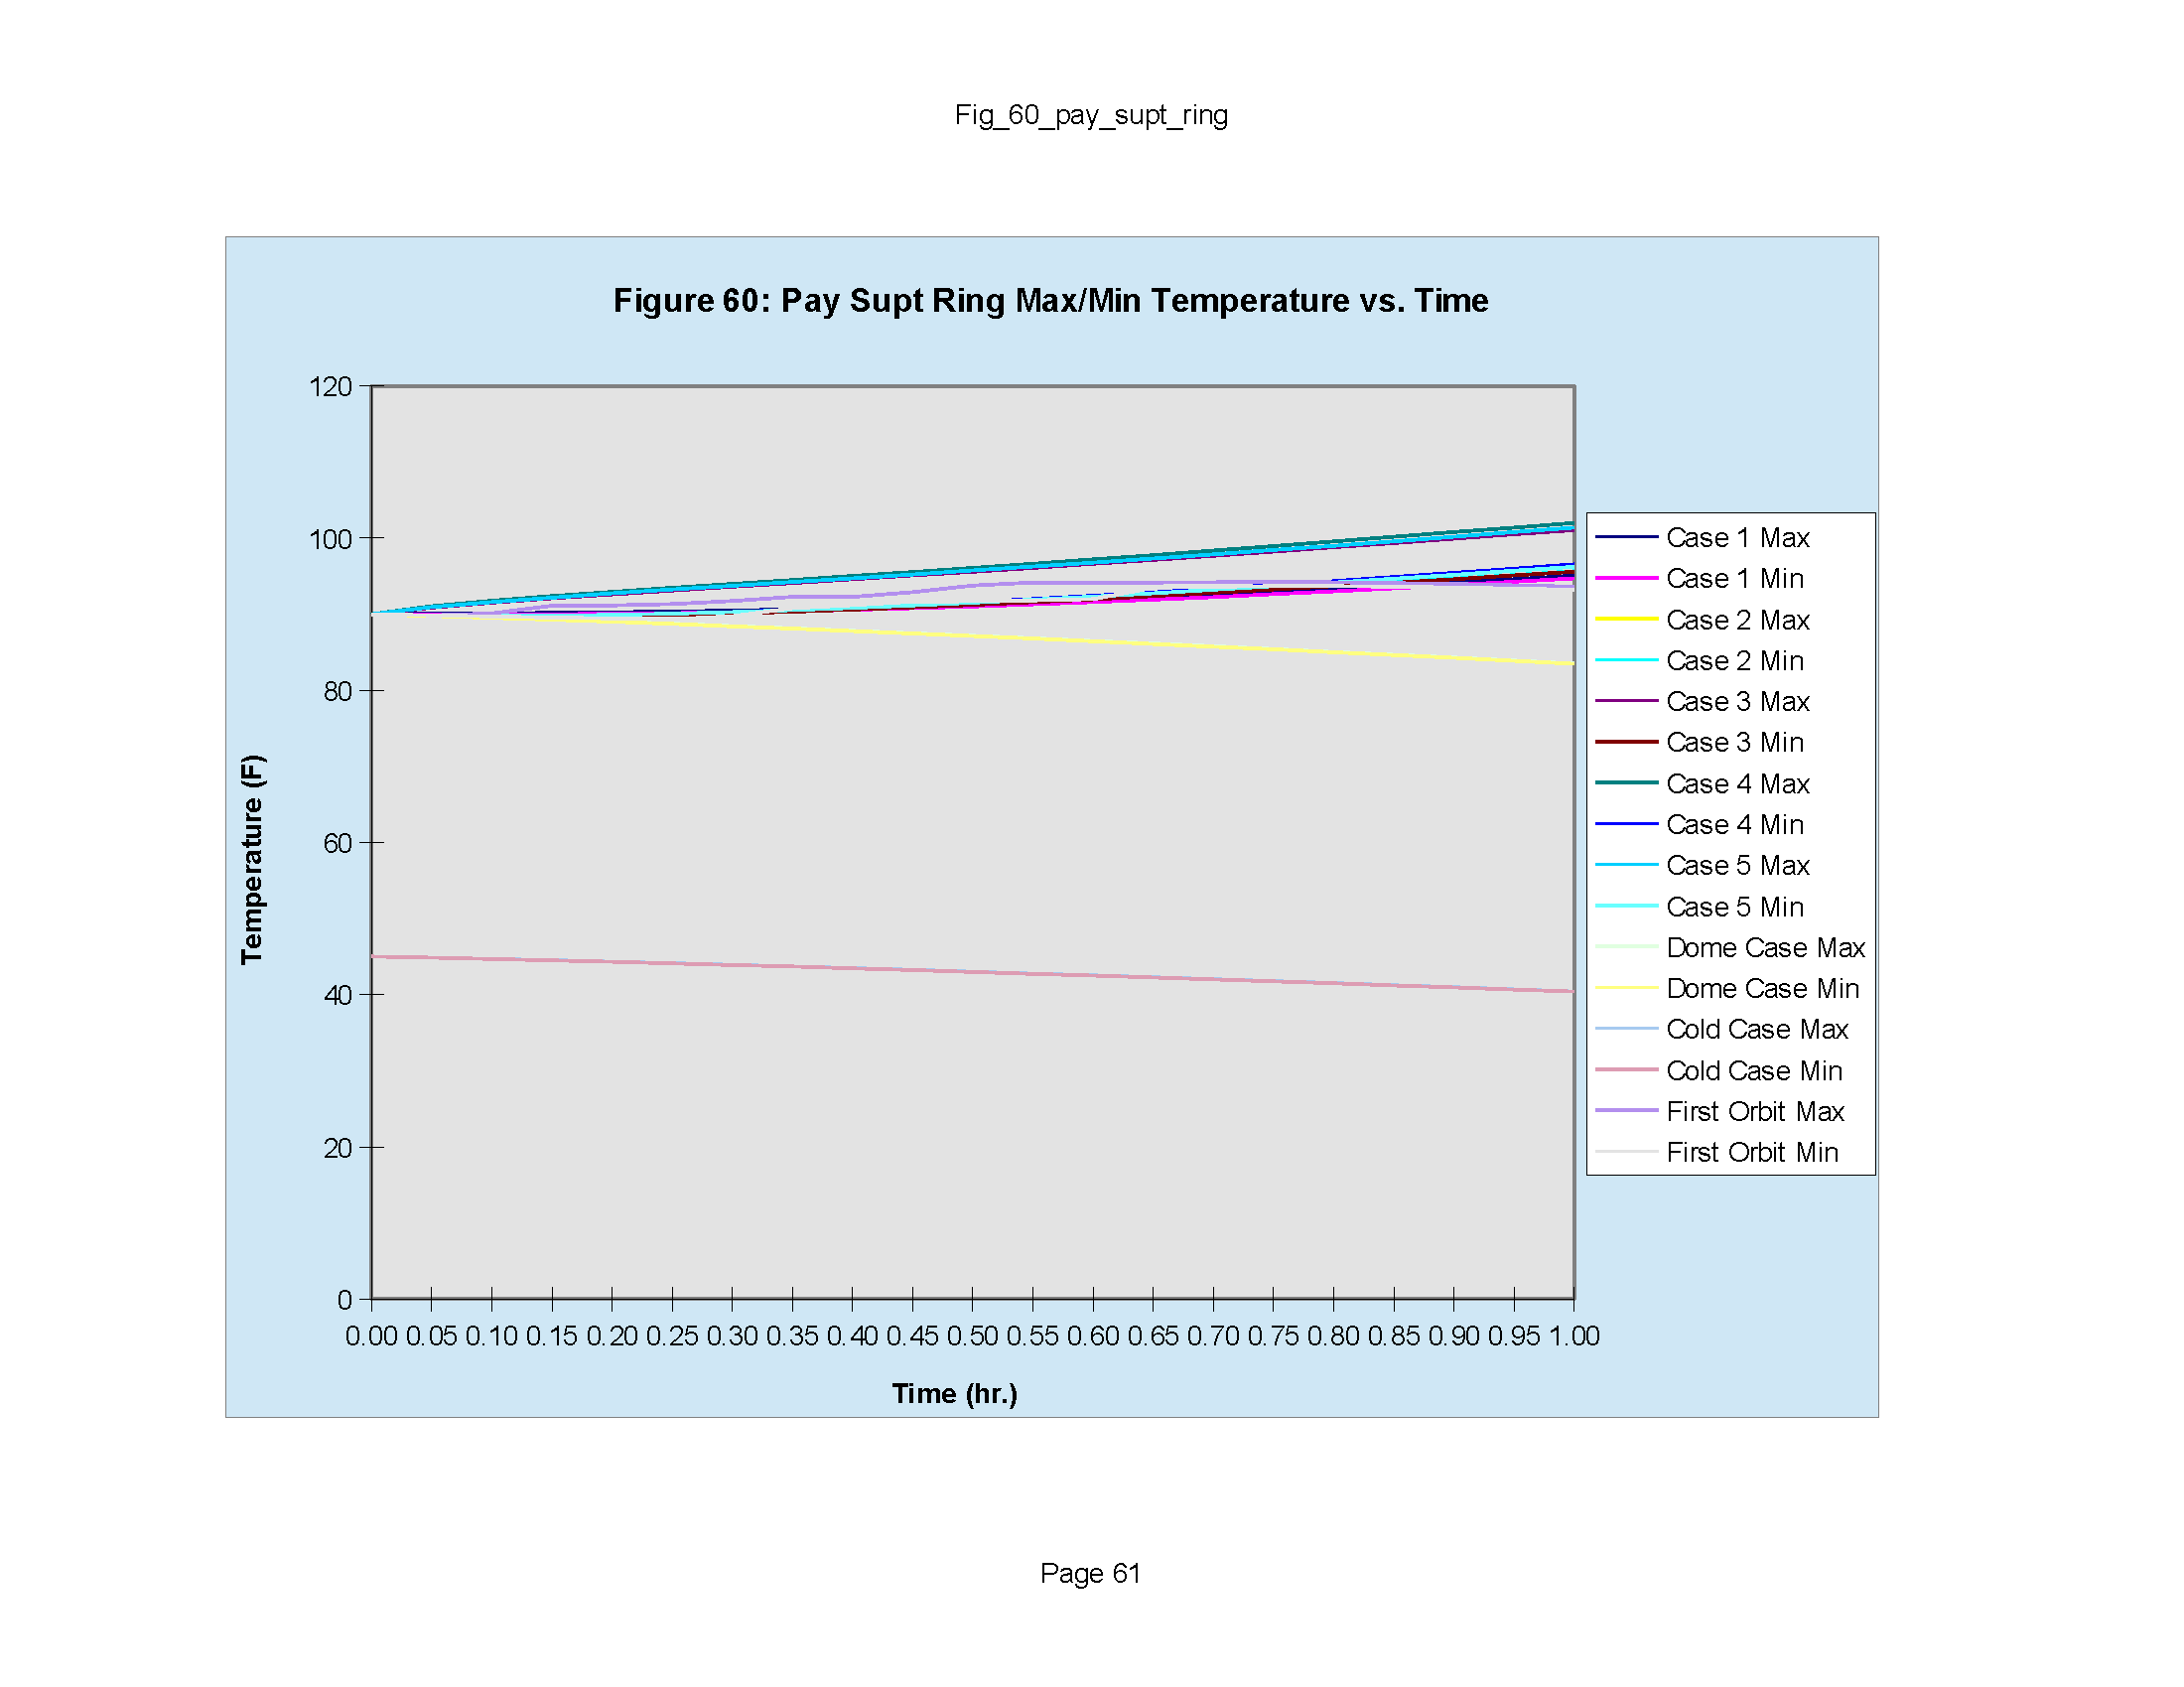 Fig_60_pay_supt_ring
Figure 60: Pay Supt Ring Max/Min Temperature vs. Time
120
100
80
60
40
20
0
Temperature (F)
0.00 0.05 0.10 0.15 0.20 0.25 0.30 0.35 0.40 0.45 0.50 0.55 0.60 0.65 0.70 0.75 0.80 0.85 0.90 0.95 1.00
Time (hr.)
Case 1 Max
Case 1 Min
Case 2 Max
Case 2 Min
Case 3 Max
Case 3 Min
Case 4 Max
Case 4 Min
Case 5 Max
Case 5 Min
Dome Case Max
Dome Case Min
Cold Case Max
Cold Case Min
First Orbit Max
First Orbit Min
Page 61